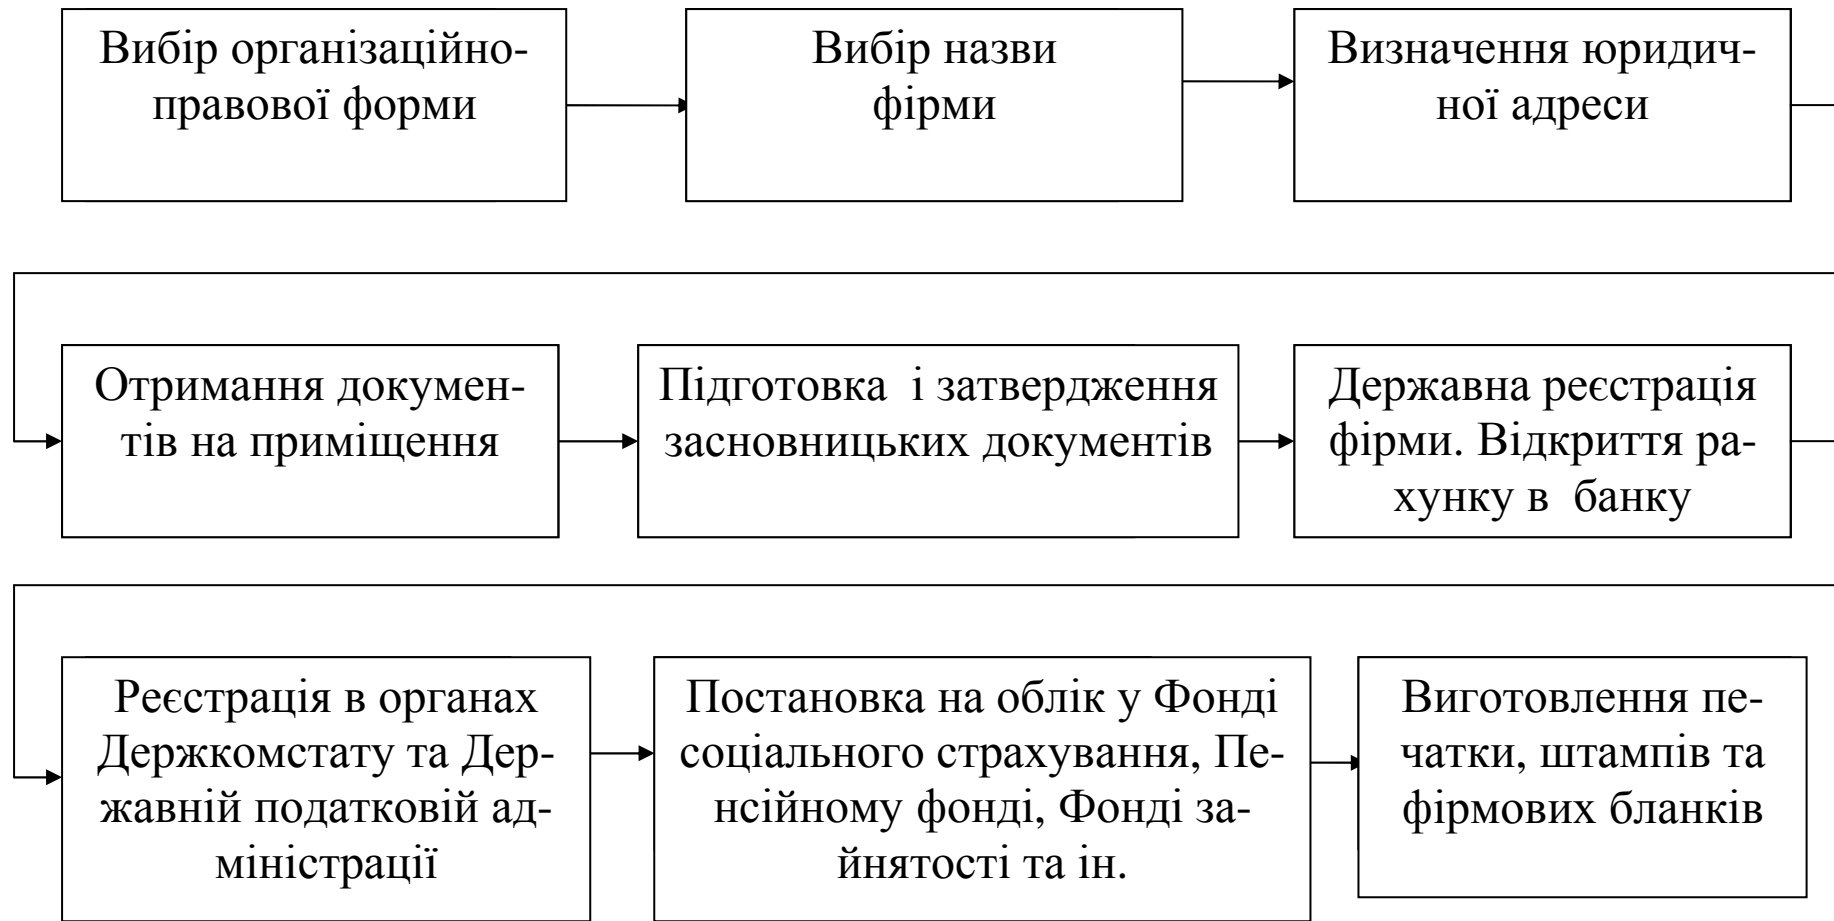 Вибір організаційно-
правової форми
Вибір назви
фірми
Визначення юридич-
ної адреси
Отримання докумен-
тів на приміщення
Підготовка і затвердження
засновницьких документів
Державна реєстрація
фірми. Відкриття ра-
хунку в банку
Реєстрація в органах
Держкомстату та Дер-
жавній податковій ад-
міністрації
Постановка на облік у Фонді
соціального страхування, Пе-
нсійному фонді, Фонді за-
йнятості та ін.
Виготовлення пе-
чатки, штампів та
фірмових бланків